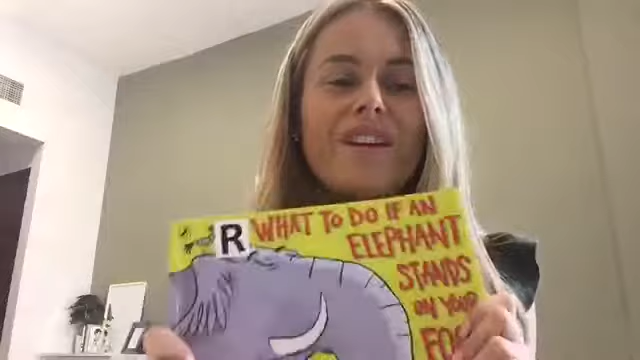 R
WHAT TO DO IF AN
ELEPHANT
STANDS
ON YOUR